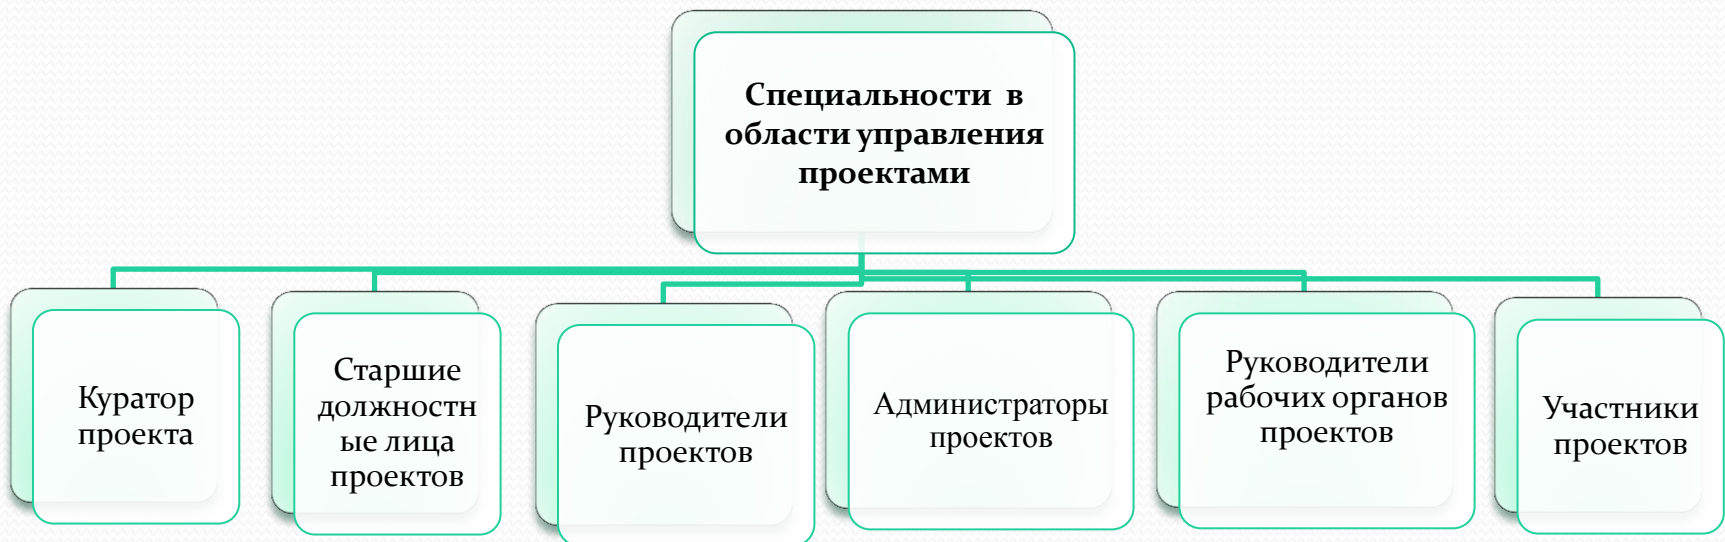 Специальности в
области управления
проектами
Куратор
проекта
Старшие
должностн
ые лица
проектов
Руководители
проектов
Администраторы
проектов
Руководители
рабочих органов
проектов
Участники
проектов